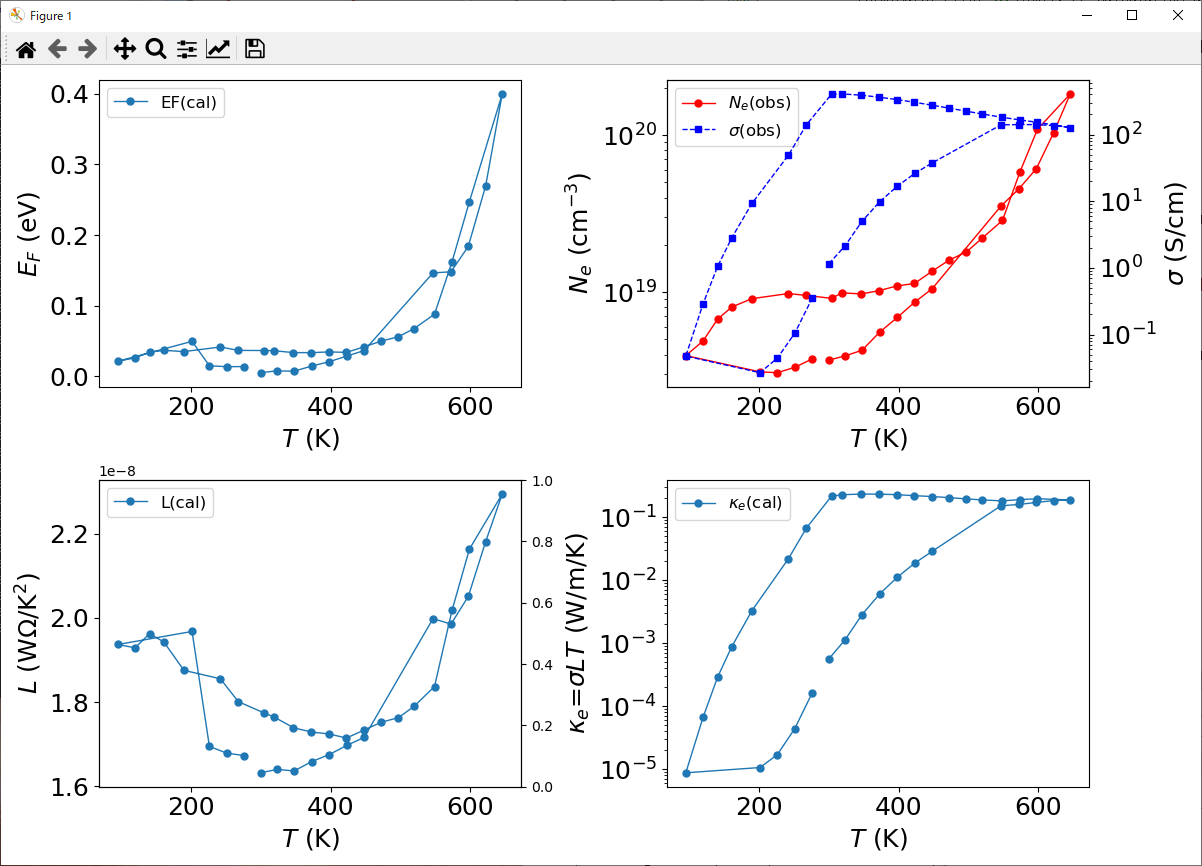 Figure 1
EF(cal)
0.4
0.3
0.2
0.1
0.0
E_F (eV)
200 400 600
T (K)
N_e(obs)
σ(obs)
10^20
10^19
N_e (cm^−3)
10^2
10^1
10^0
10^−1
σ (S/cm)
200 400 600
T (K)
1e−8
L(cal)
2.2
2.0
1.8
1.6
L (WΩ/K^2)
1.0
0.8
0.6
0.4
0.2
0.0
200 400 600
T (K)
κ_e(cal)
10^−1
10^−2
10^−3
10^−4
10^−5
κ_e=σLT (W/m/K)
200 400 600
T (K)